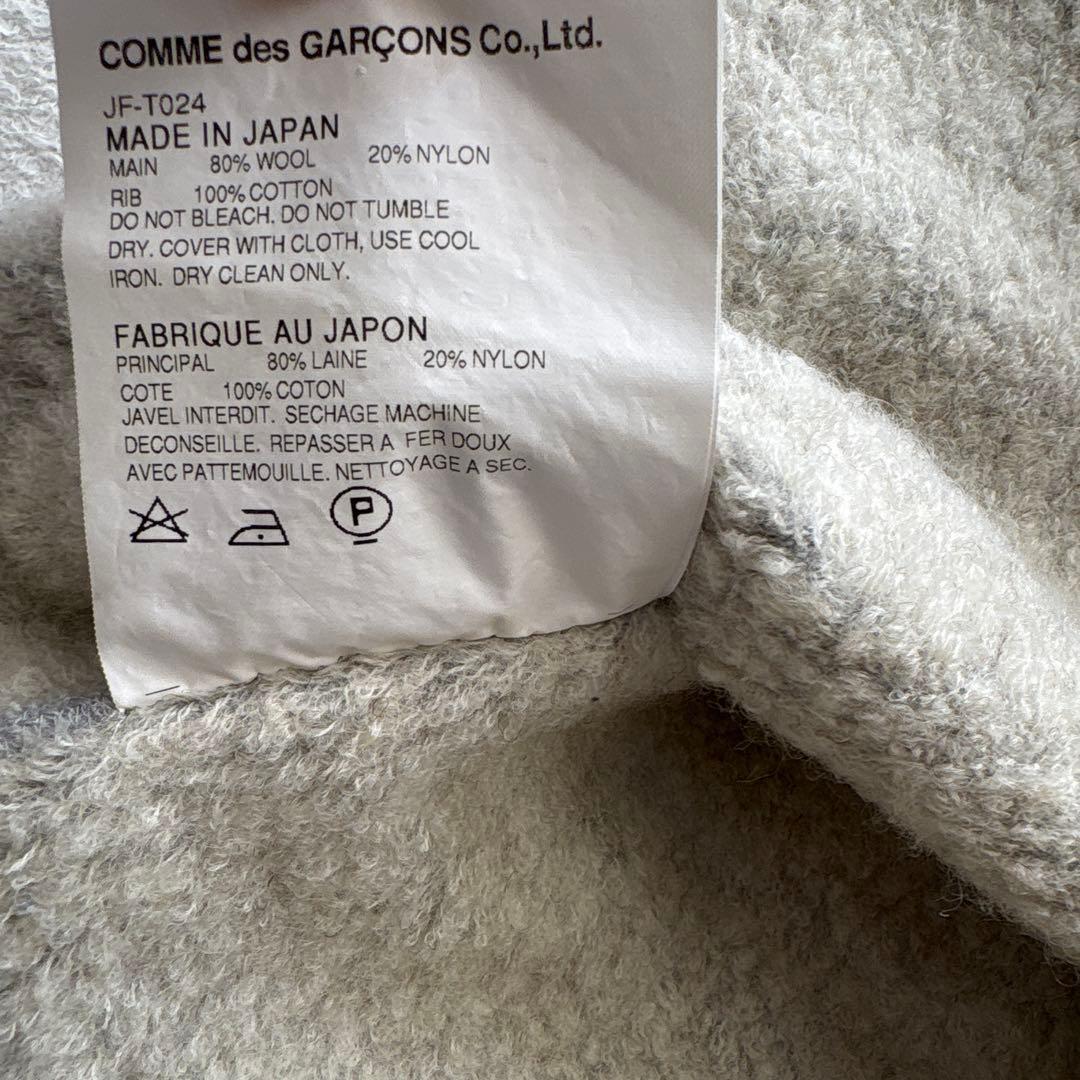 COMME des GARÇONS Co.,Ltd.
JF-T024
MADE IN JAPAN
MAIN 80% WOOL 20% NYLON
RIB 100% COTTON
DO NOT BLEACH. DO NOT TUMBLE
DRY. COVER WITH CLOTH, USE COOL
IRON. DRY CLEAN ONLY.
FABRIQUE AU JAPON
PRINCIPAL 80% LAINE 20% NYLON
COTE 100% COTON
JAVEL INTERDIT. SECHAGE MACHINE
DECONSEILLE. REPASSER A FER DOUX
AVEC PATTEMOUILLE. NETTOYAGE A SEC.
P